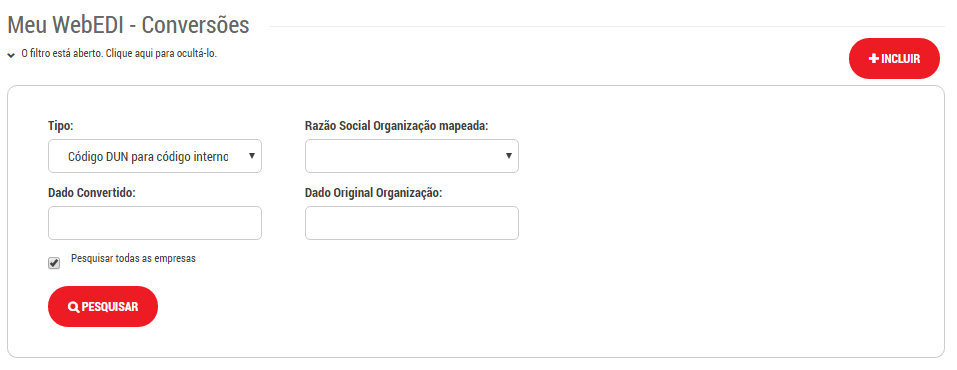 Meu WebEDI - Conversões
O filtro está aberto. Clique aqui para ocultá-lo.
INCLUIR
Tipo:
Razão Social Organização mapeada:
Código DUN para código interno
Dado Convertido:
Dado Original Organização:
Pesquisar todas as empresas
PESQUISAR